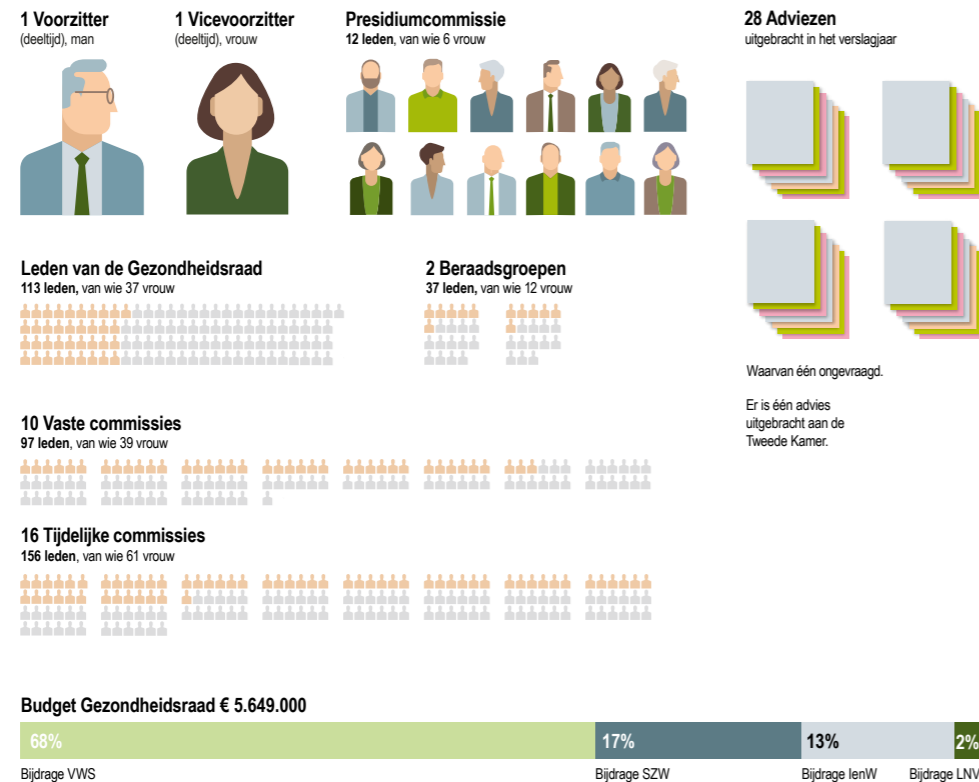 1 Voorzitter
(deeltijd), man
1 Vicevoorzitter
(deeltijd), vrouw
Presidiumcommissie
12 leden, van wie 6 vrouw
28 Adviezen
uitgebracht in het verslagjaar
Leden van de Gezondheidsraad
113 leden, van wie 37 vrouw
2 Beraadsgroepen
37 leden, van wie 12 vrouw
Waarvan één ongevraagd.
Er is één advies
uitgebracht aan de
Tweede Kamer.
10 Vaste commissies
97 leden, van wie 39 vrouw
16 Tijdelijke commissies
156 leden, van wie 61 vrouw
Budget Gezondheidsraad € 5.649.000
68%
17%
13%
2%
Bijdrage VWS
Bijdrage SZW
Bijdrage IenW
Bijdrage LNV